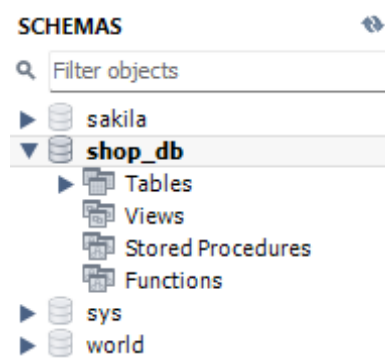 SCHEMAS
Filter objects
sakila
shop_db
Tables
Views
Stored Procedures
Functions
sys
world